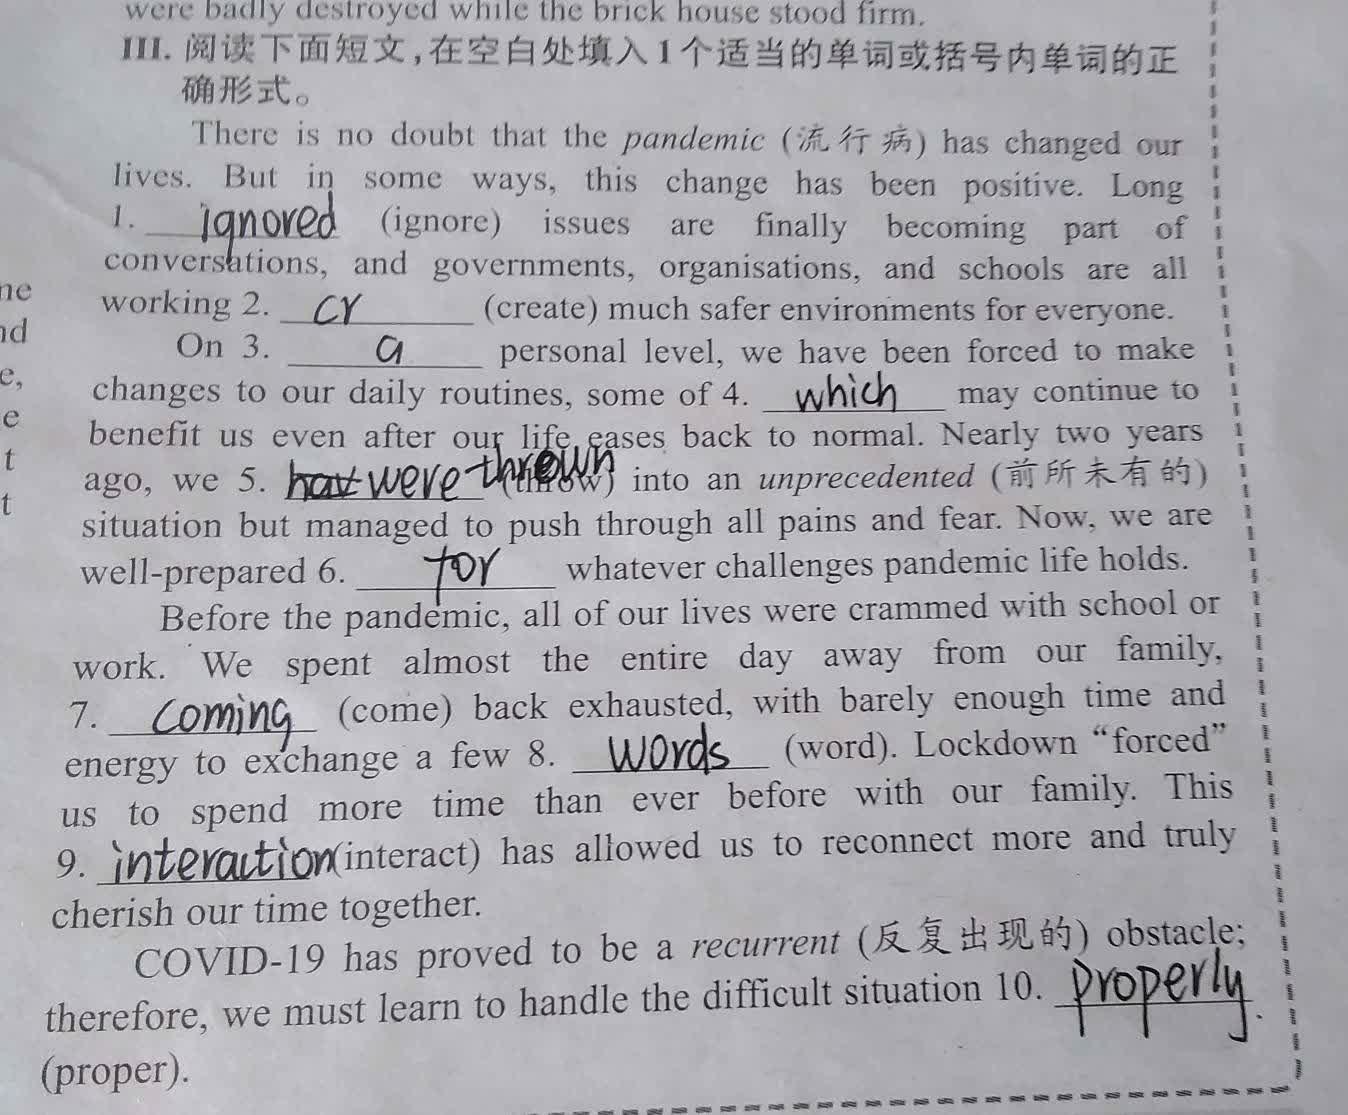 were badly destroyed while the brick house stood firm.
III. 阅读下面短文,在空白处填入1个适当的单词或括号内单词的正
确形式。
There is no doubt that the pandemic (流行病) has changed our
lives. But in some ways, this change has been positive. Long
1. ignored (ignore) issues are finally becoming part of
conversations, and governments, organisations, and schools are all
ne
working 2. cr (create) much safer environments for everyone.
nd
On 3. a personal level, we have been forced to make
e,
changes to our daily routines, some of 4. which may continue to
e
benefit us even after our life eases back to normal. Nearly two years
t
ago, we 5. were thrown (throw) into an unprecedented (前所未有的)
t
situation but managed to push through all pains and fear. Now, we are
well-prepared 6. for whatever challenges pandemic life holds.
Before the pandemic, all of our lives were crammed with school or
work. We spent almost the entire day away from our family,
7. coming (come) back exhausted, with barely enough time and
energy to exchange a few 8. words (word). Lockdown “forced”
us to spend more time than ever before with our family. This
9. interaction (interact) has allowed us to reconnect more and truly
cherish our time together.
COVID-19 has proved to be a recurrent (反复出现的) obstacle;
therefore, we must learn to handle the difficult situation 10. properly.
(proper).